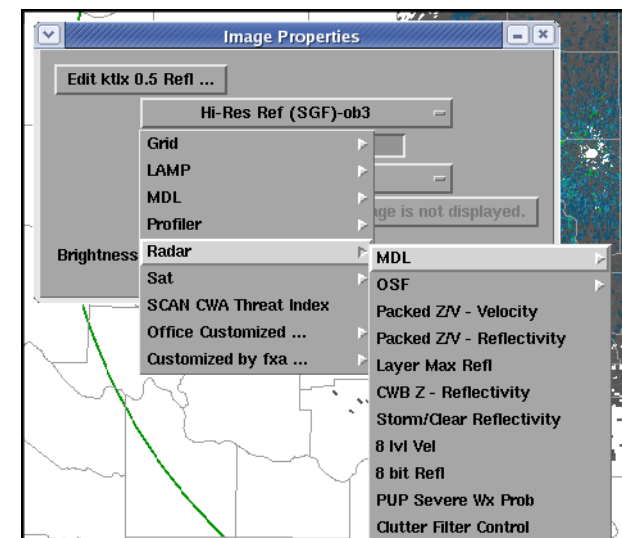 Image Properties
Edit ktlx 0.5 Refl ...
Hi-Res Ref (SGF)-ob3
Grid
LAMP
MDL
Profiler
age is not displayed.
Brightness
Radar
Sat
SCAN CWA Threat Index
Office Customized ...
Customized by fxa ...
MDL
OSF
Packed Z/V - Velocity
Packed Z/V - Reflectivity
Layer Max Refl
CWB Z - Reflectivity
Storm/Clear Reflectivity
8 lvl Vel
8 bit Refl
PUP Severe Wx Prob
Clutter Filter Control